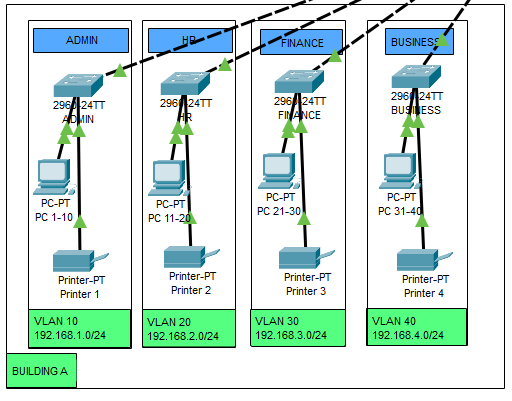 ADMIN
HR
FINANCE
BUSINESS
2960-24TT
ADMIN
2960-24TT
HR
2960-24TT
FINANCE
2960-24TT
BUSINESS
PC-PT
PC 1-10
PC-PT
PC 11-20
PC-PT
PC 21-30
PC-PT
PC 31-40
Printer-PT
Printer 1
Printer-PT
Printer 2
Printer-PT
Printer 3
Printer-PT
Printer 4
VLAN 10
192.168.1.0/24
VLAN 20
192.168.2.0/24
VLAN 30
192.168.3.0/24
VLAN 40
192.168.4.0/24
BUILDING A